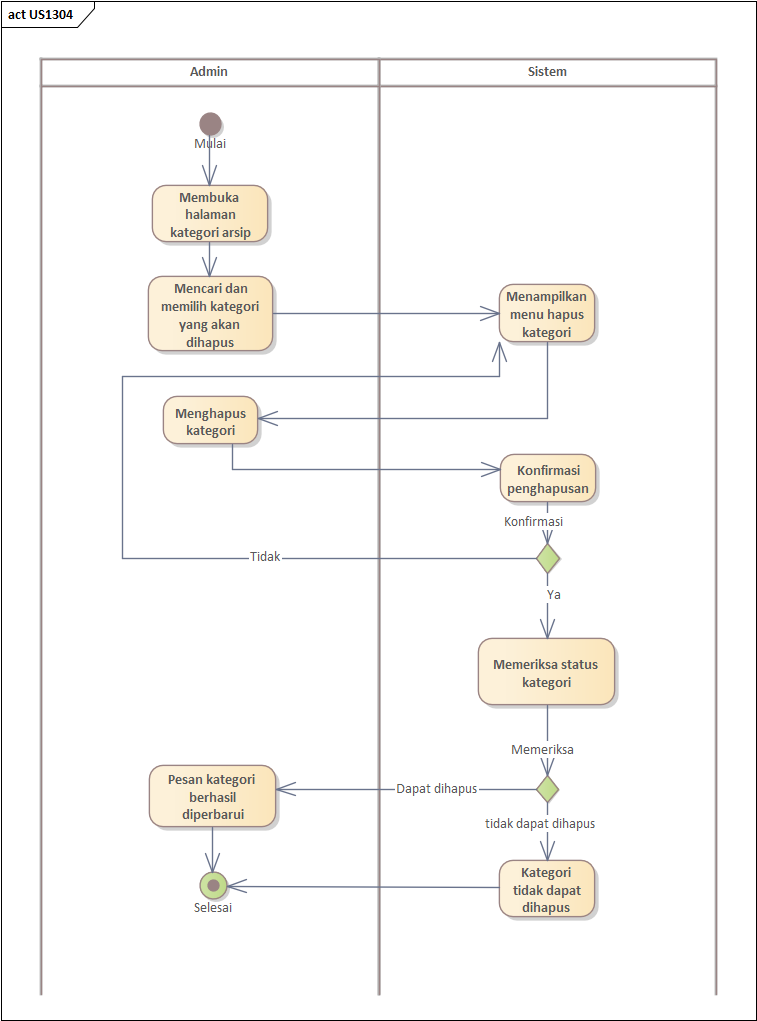 act US1304
Admin
Sistem
Mulai
Membuka
halaman
kategori arsip
Mencari dan
memilih kategori
yang akan
dihapus
Menampilkan
menu hapus
kategori
Menghapus
kategori
Konfirmasi
penghapusan
Konfirmasi
Tidak
Ya
Memeriksa status
kategori
Memeriksa
Pesan kategori
berhasil
diperbarui
Dapat dihapus
tidak dapat dihapus
Kategori
tidak dapat
dihapus
Selesai